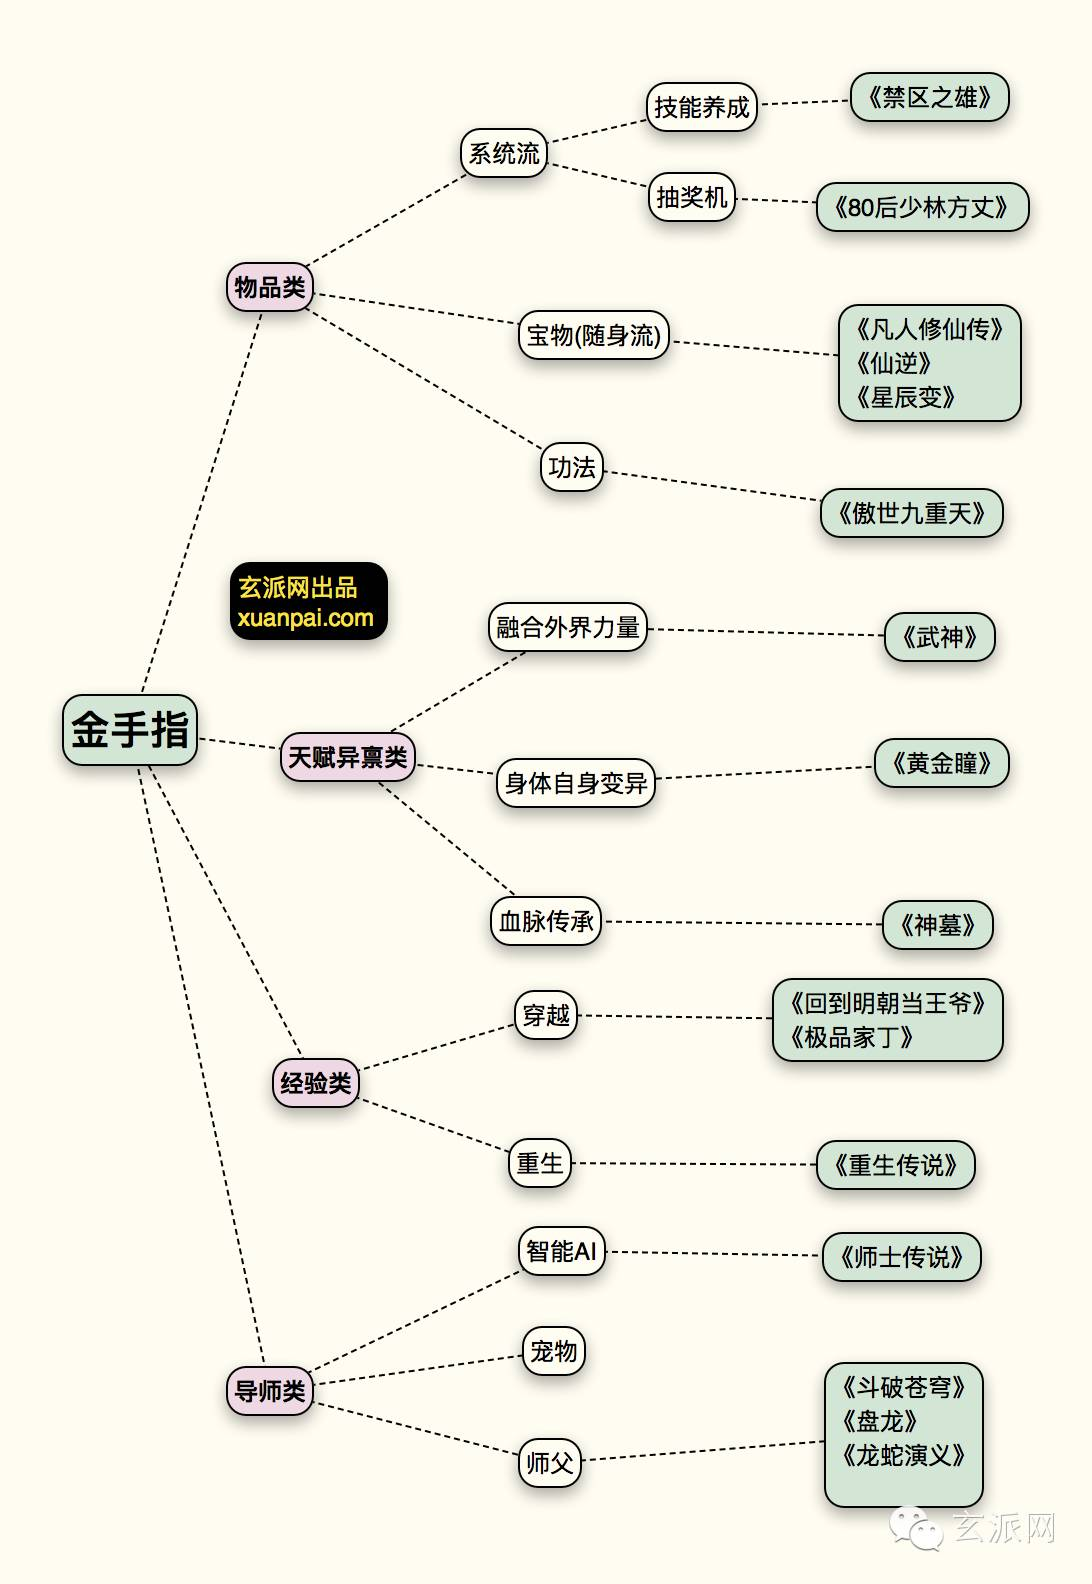 技能养成
《禁区之雄》
系统流
抽奖机
《80后少林方丈》
物品类
宝物(随身流)
《凡人修仙传》
《仙逆》
《星辰变》
功法
《傲世九重天》
玄派网出品
xuanpai.com
融合外界力量
《武神》
金手指
天赋异禀类
身体自身变异
《黄金瞳》
血脉传承
《神墓》
穿越
《回到明朝当王爷》
《极品家丁》
经验类
重生
《重生传说》
智能AI
《师士传说》
宠物
导师类
师父
《斗破苍穹》
《盘龙》
《龙蛇演义》
玄派网